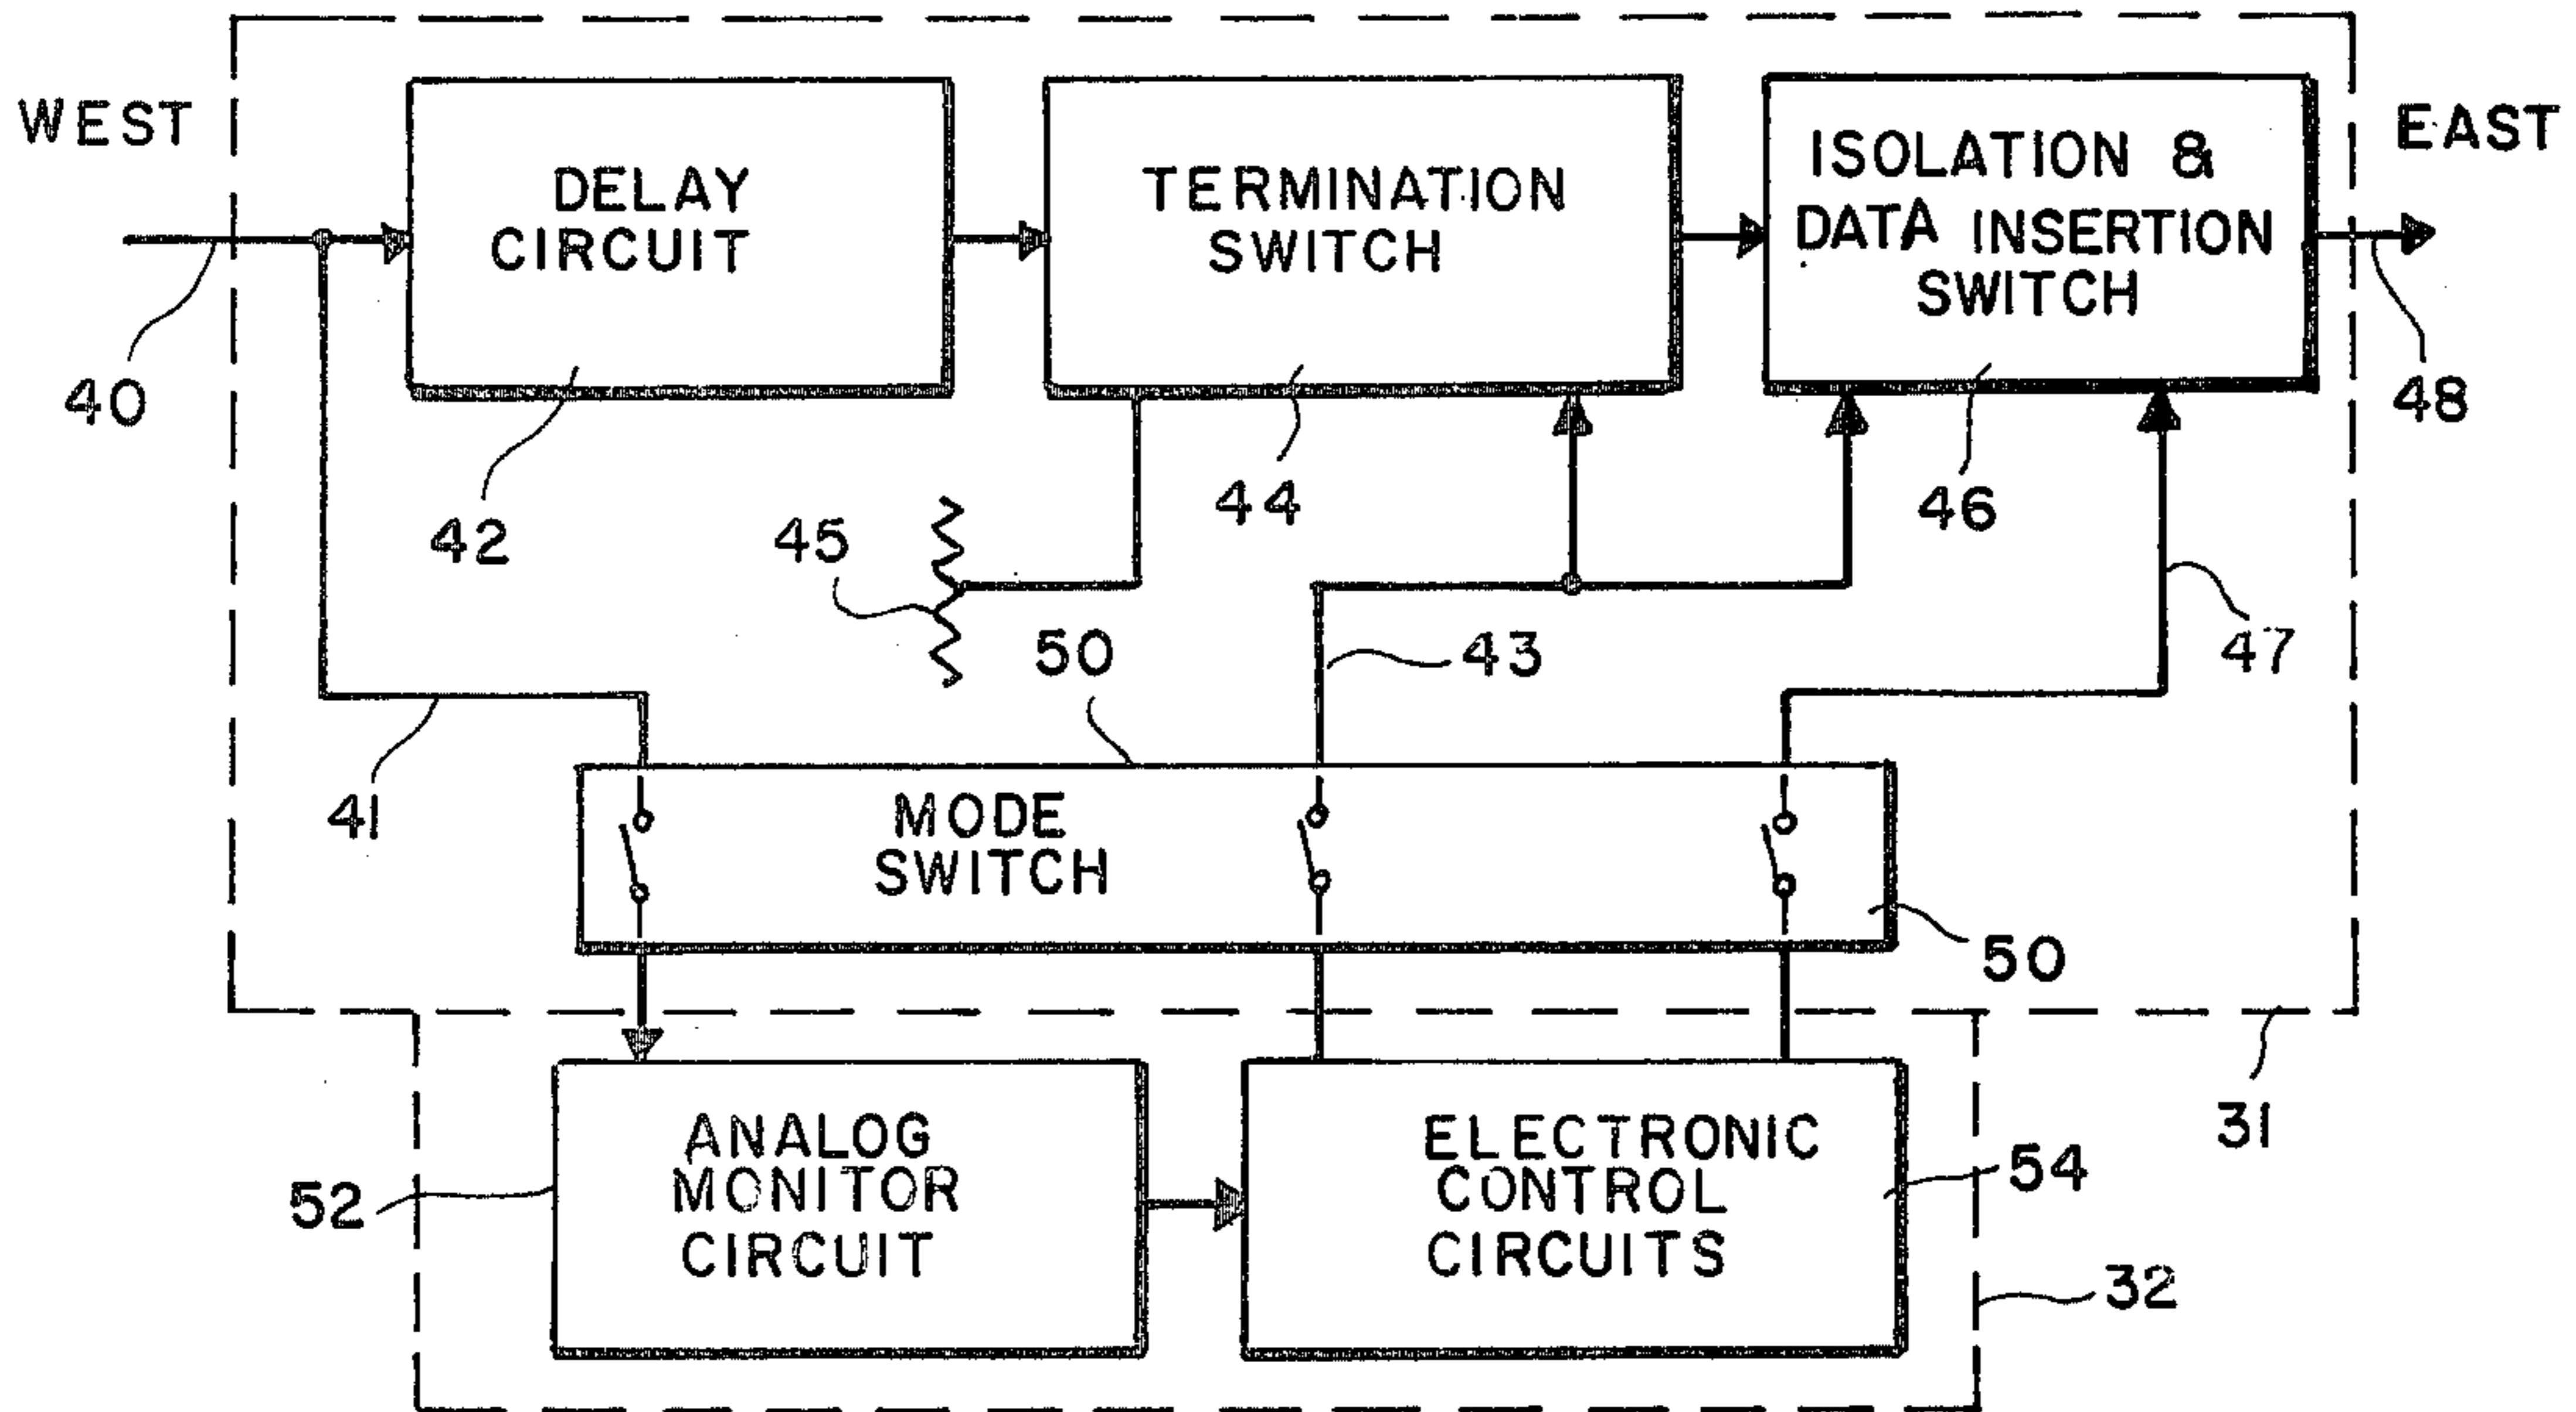 WEST
EAST
DELAY
CIRCUIT
TERMINATION
SWITCH
ISOLATION &
DATA INSERTION
SWITCH
40
42
45
44
46
48
50
43
47
41
MODE
SWITCH
50
31
ANALOG
MONITOR
CIRCUIT
ELECTRONIC
CONTROL
CIRCUITS
52
54
32